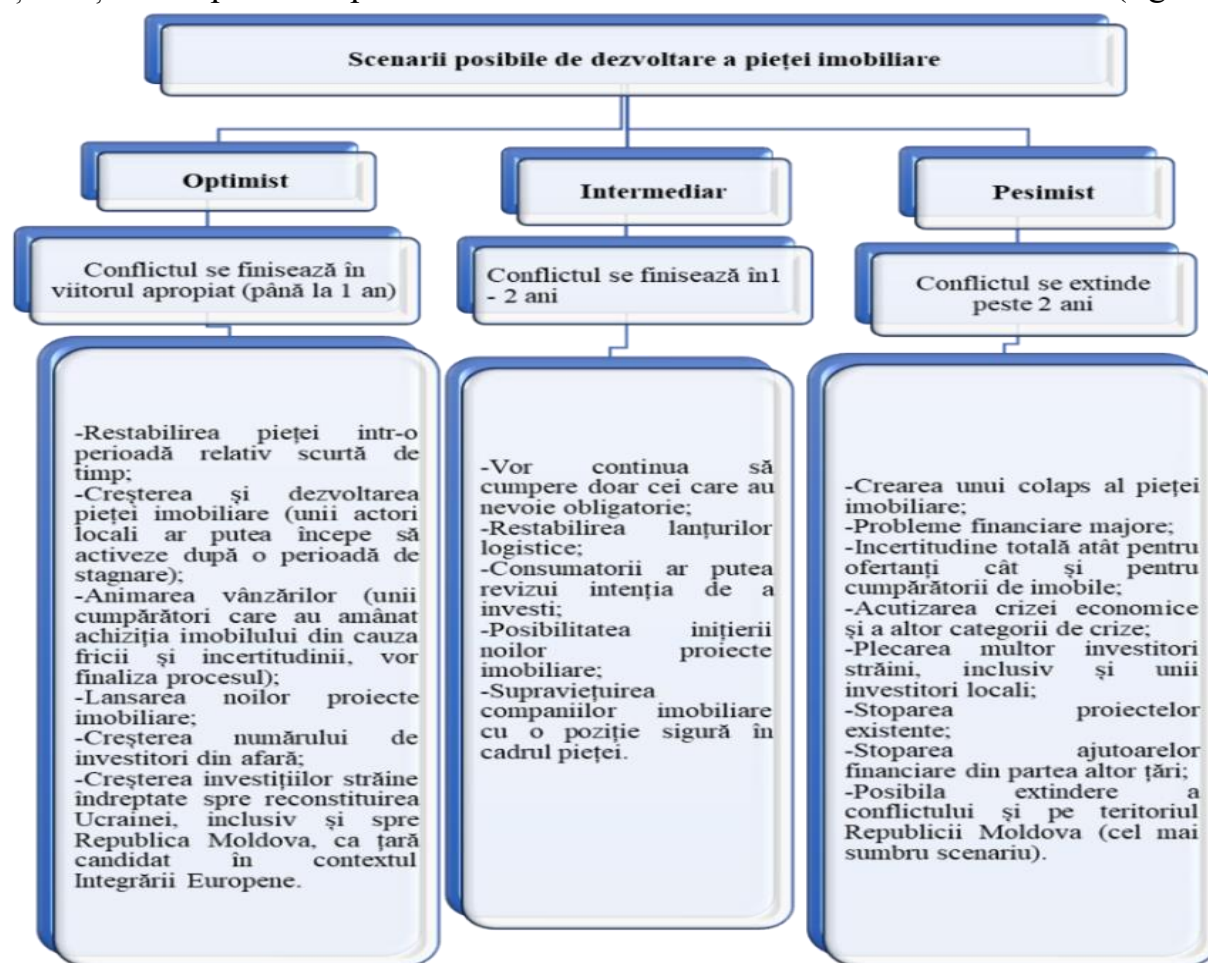 Scenarii posibile de dezvoltare a pieței imobiliare
Optimist
Conflictul se finisează în
viitorul apropiat (până la 1 an)
-Restabilirea pieței intr-o
perioadă relativ scurtă de
timp;
-Creșterea și dezvoltarea
pieței imobiliare (unii actori
locali ar putea începe să
activeze după o perioadă de
stagnare);
-Animarea vânzărilor (unii
cumpărători care au amânat
achiziția imobilului din cauza
fricii și incertitudinii, vor
finaliza procesul);
-Lansarea noilor proiecte
imobiliare;
-Creșterea numărului de
investitori din afară;
-Creșterea investițiilor străine
îndreptate spre reconstituirea
Ucrainei, inclusiv și spre
Republica Moldova, ca țară
candidat în contextul
Integrării Europene.
Intermediar
Conflictul se finisează în1
- 2 ani
-Vor continua să
cumpere doar cei care au
nevoie obligatorie;
-Restabilirea lanțurilor
logistice;
-Consumatorii ar putea
revizui intenția de a
investi;
-Posibilitatea inițierii
noilor proiecte
imobiliare;
-Supraviețuirea
companiilor imobiliare
cu o poziție sigură în
cadrul pieței.
Pesimist
Conflictul se extinde
peste 2 ani
-Crearea unui colaps al pieței
imobiliare;
-Probleme financiare majore;
-Incertitudine totală atât pentru
ofertanți cât și pentru
cumpărătorii de imobile;
-Acutizarea crizei economice
și a altor categorii de crize;
-Plecarea multor investitori
străini, inclusiv și unii
investitori locali;
-Stoparea proiectelor
existente;
-Stoparea ajutoarelor
financiare din partea altor țări;
-Posibila extindere a
conflictului și pe teritoriul
Republicii Moldova (cel mai
sumbru scenariu).